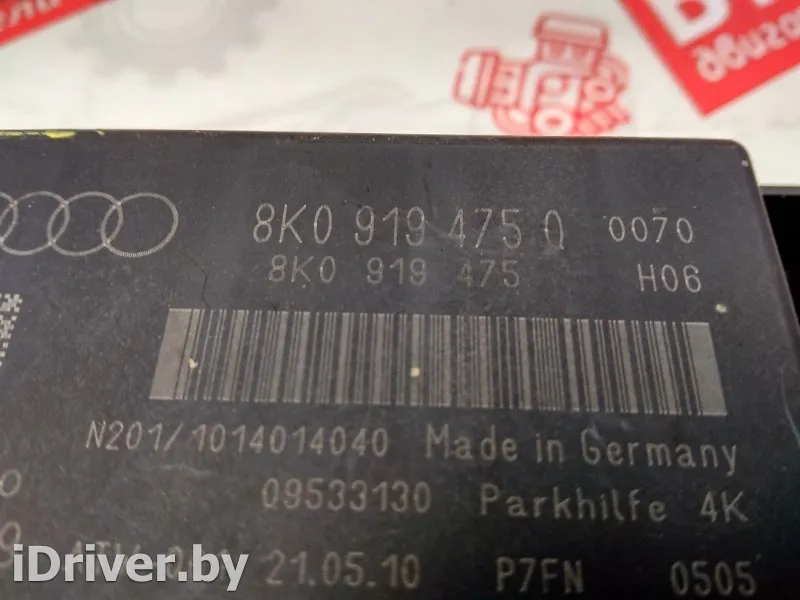 8K0 919 475 Q 0070
8K0 919 475 H06
N201/1014014040 Made in Germany
09533130 Parkhilfe 4K
21.05.10 P7FN 0505
iDriver.by